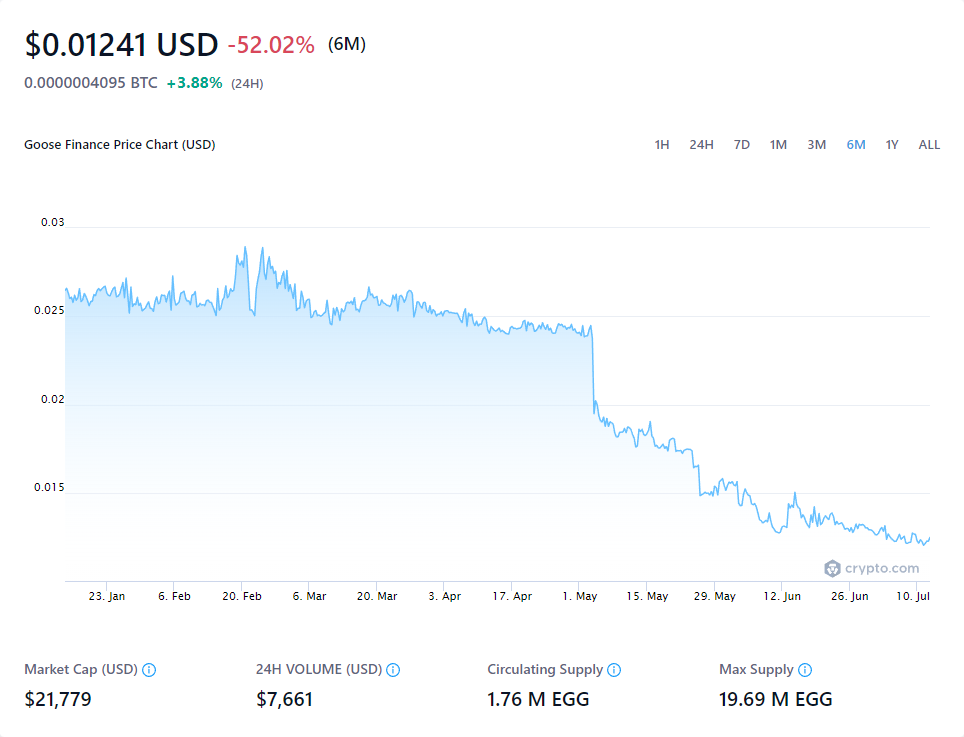 $0.01241 USD -52.02% (6M)
0.0000004095 BTC +3.88% (24H)
Goose Finance Price Chart (USD)
1H 24H 7D 1M 3M 6M 1Y ALL
0.03
0.025
0.02
0.015
crypto.com
23. Jan 6. Feb 20. Feb 6. Mar 20. Mar 3. Apr 17. Apr 1. May 15. May 29. May 12. Jun 26. Jun 10. Jul
Market Cap (USD) 24H VOLUME (USD) Circulating Supply Max Supply
$21,779 $7,661 1.76 M EGG 19.69 M EGG